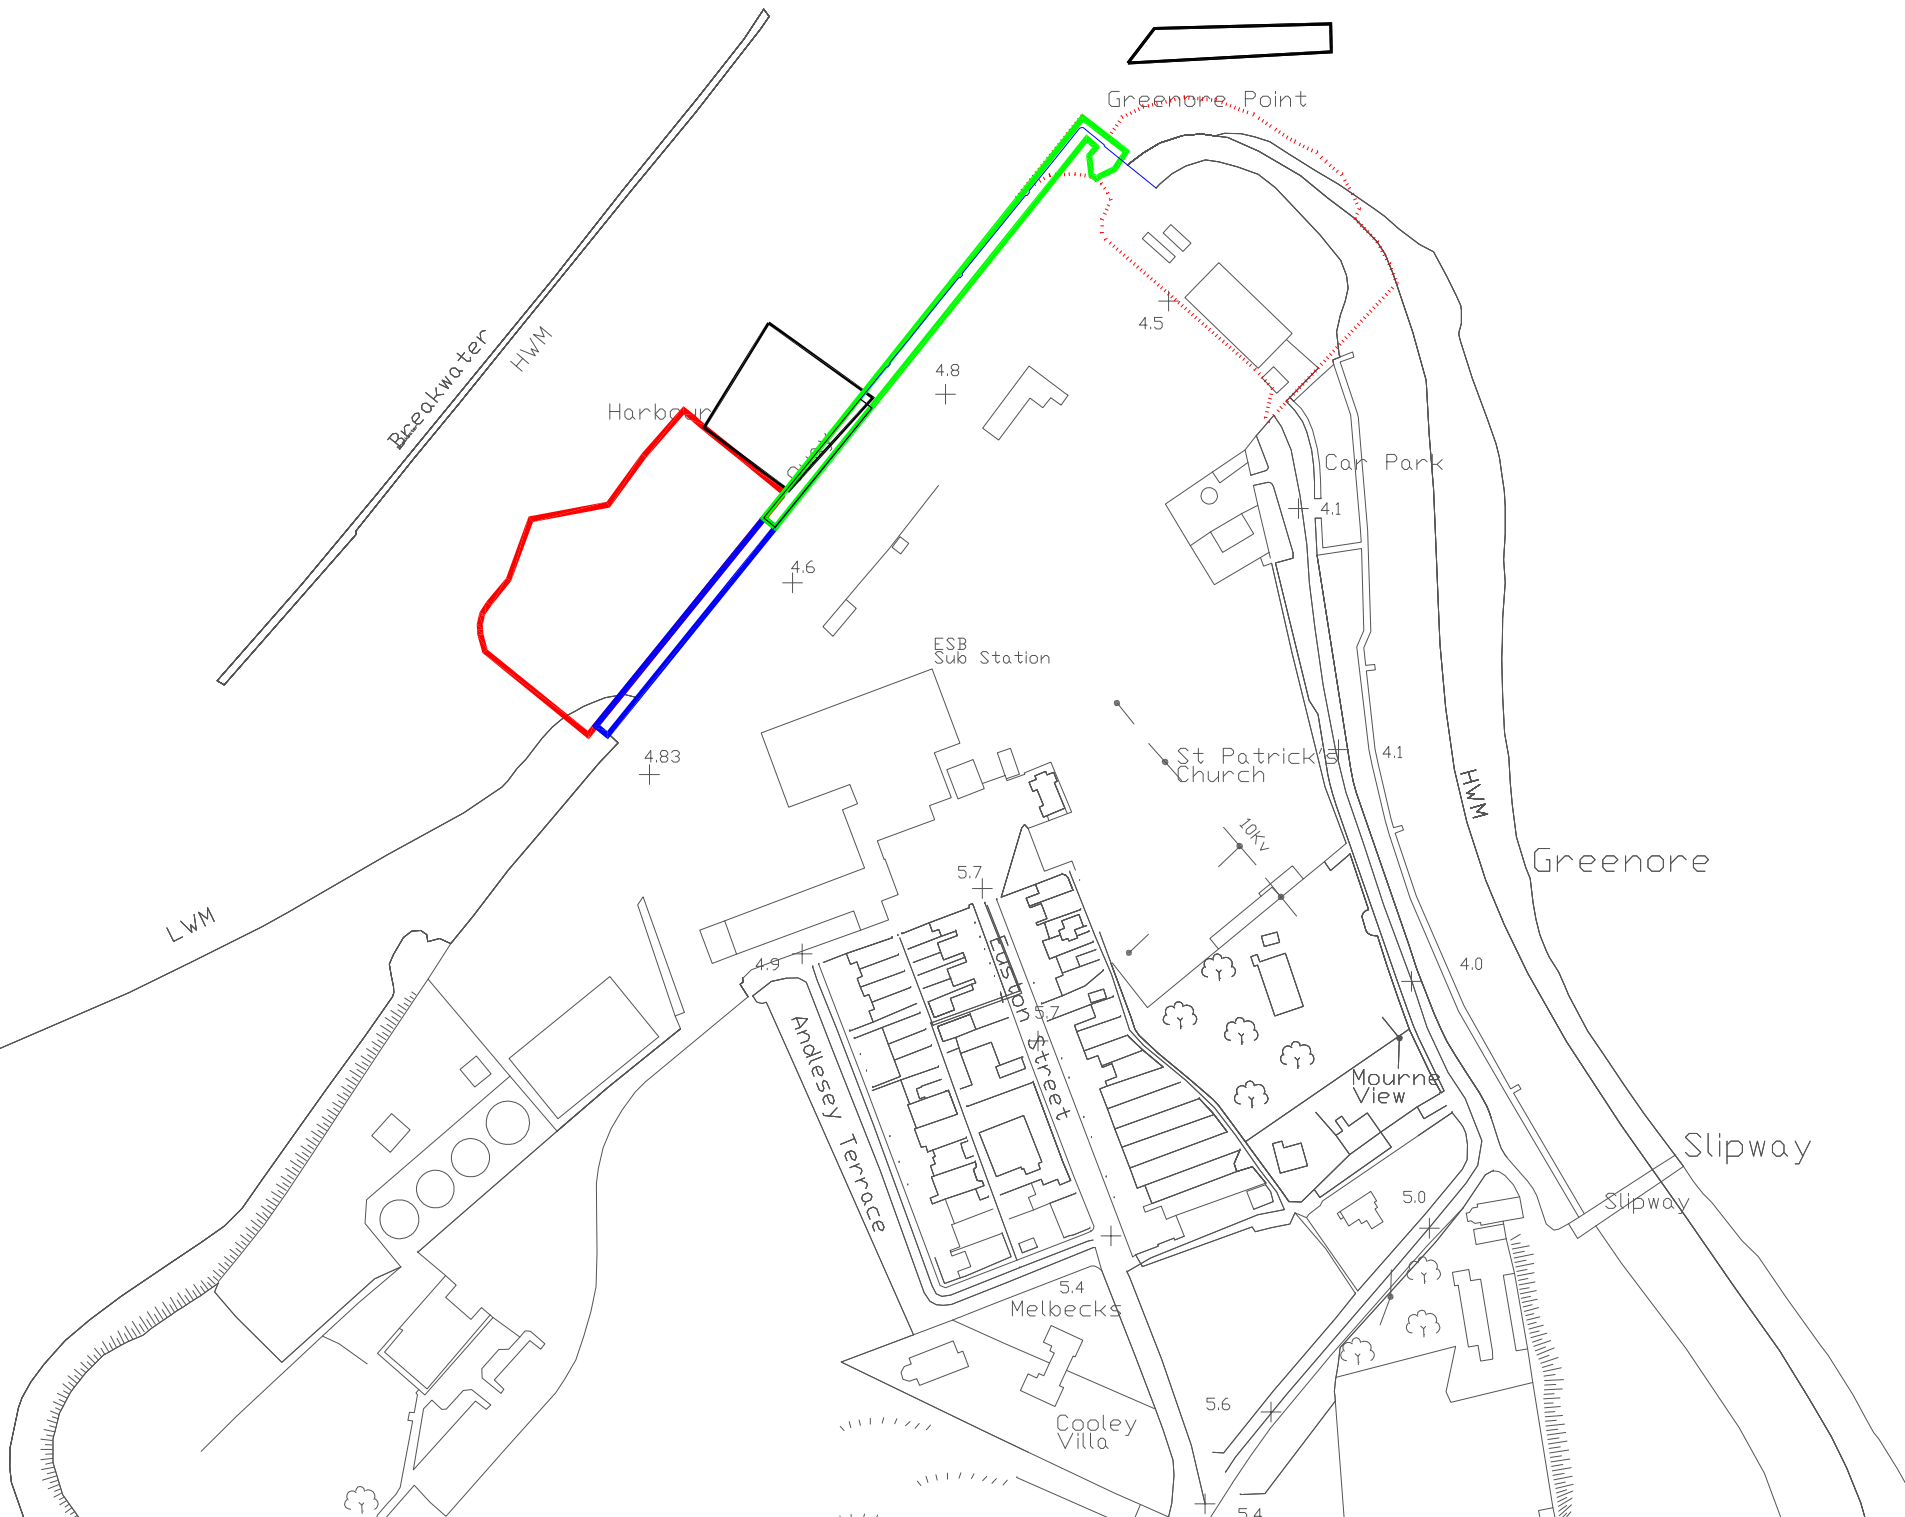 Greenore Point
4.5
Breakwater
HWM
4.8
Harbour
Quay
Car Park
4.1
4.6
ESB
Sub Station
4.83
St Patrick's
Church
4.1
HWM
10KV
Greenore
5.7
LWM
4.9
4.0
Euston Street
5.7
Andlesey Terrace
Mourne
View
Slipway
Slipway
5.0
5.4
Melbecks
5.6
Cooley
Villa
5.4